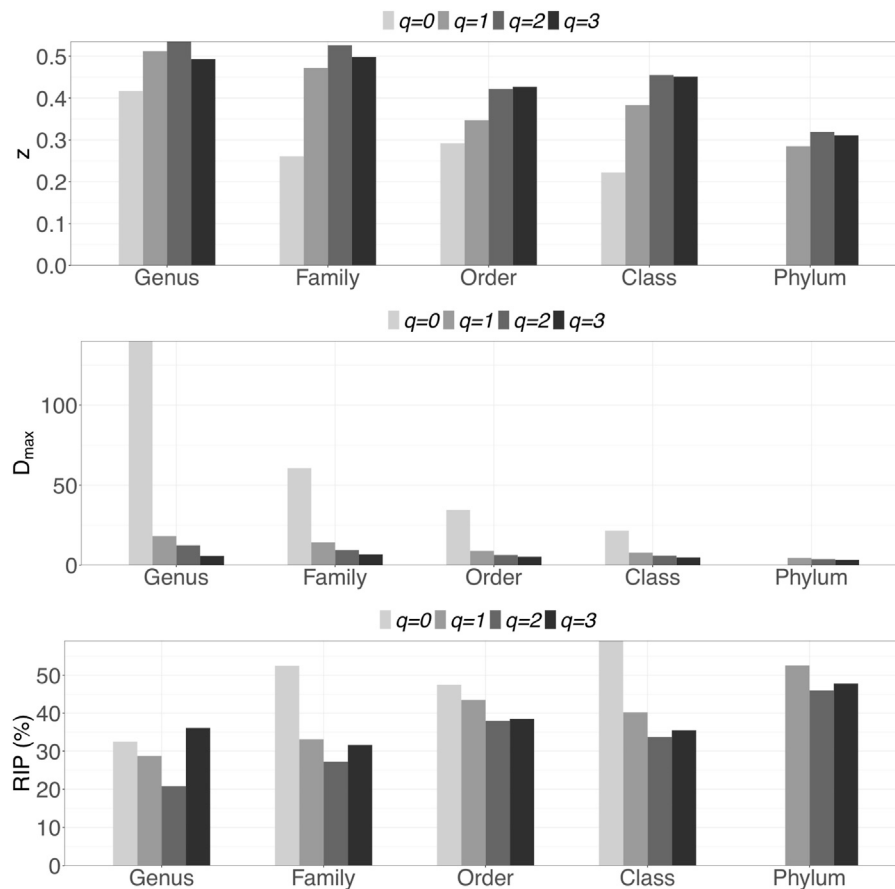 q=0 q=1 q=2 q=3
0.5
0.4
0.3
0.2
0.1
0.0
z
Genus Family Order Class Phylum
q=0 q=1 q=2 q=3
100
50
0
Dmax
Genus Family Order Class Phylum
q=0 q=1 q=2 q=3
50
40
30
20
10
0
RIP (%)
Genus Family Order Class Phylum